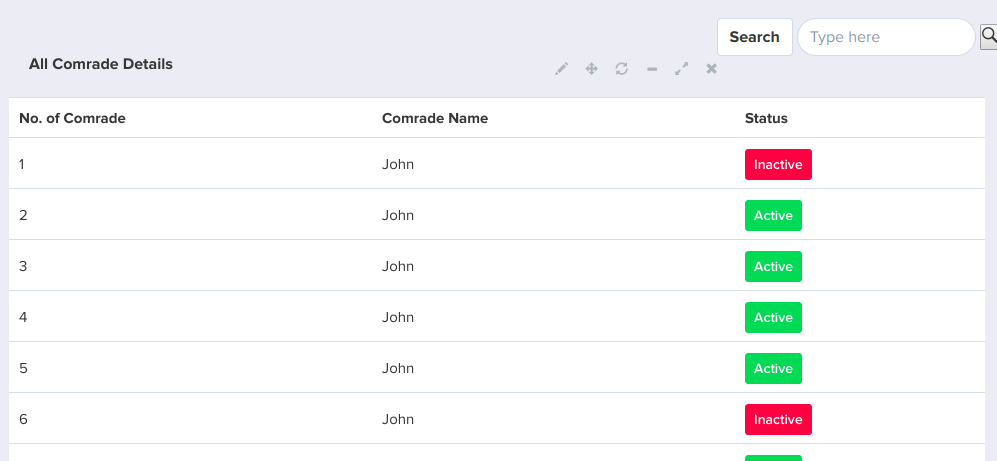 Search Type here
All Comrade Details
No. of Comrade Comrade Name Status
1 John Inactive
2 John Active
3 John Active
4 John Active
5 John Active
6 John Inactive